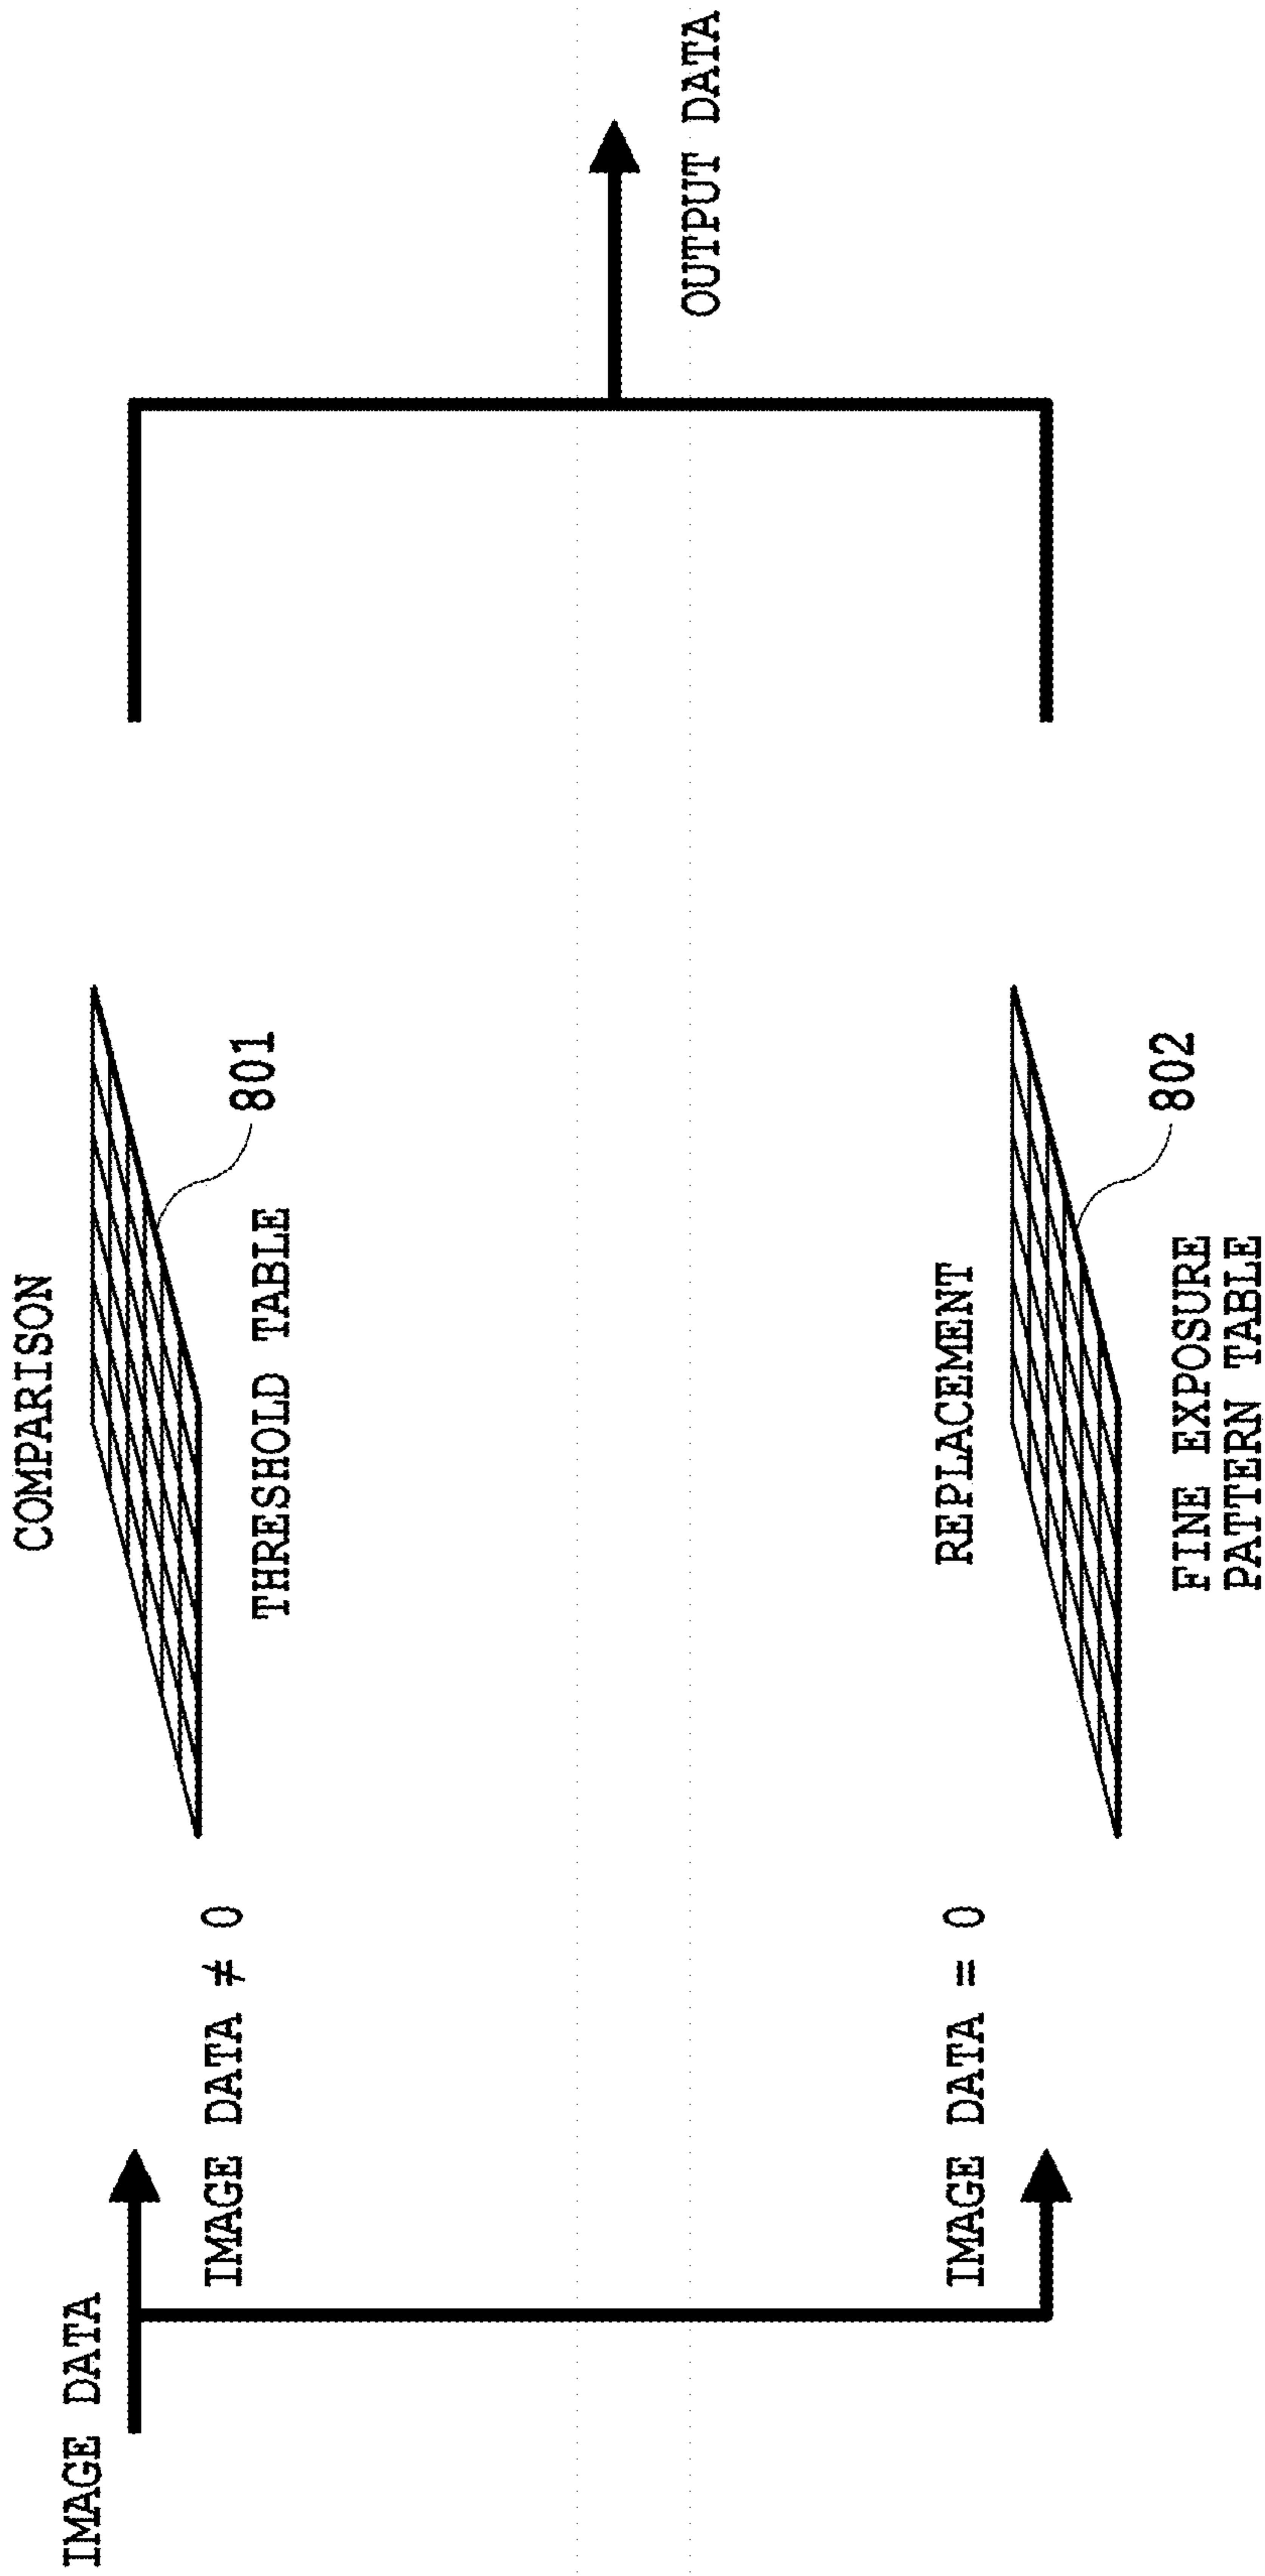 IMAGE DATA
IMAGE DATA ≠ 0
COMPARISON
801
THRESHOLD TABLE
OUTPUT DATA
IMAGE DATA = 0
REPLACEMENT
802
FINE EXPOSURE
PATTERN TABLE